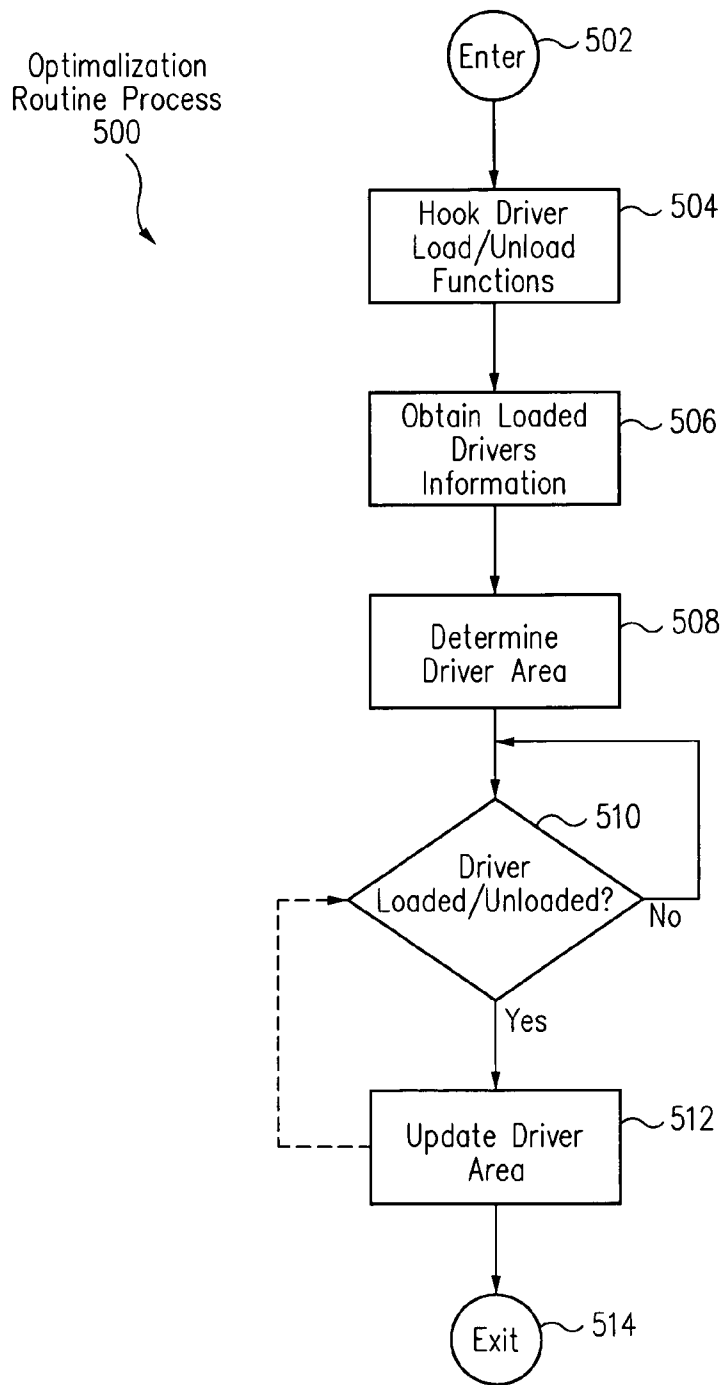 Optimalization
Routine Process
500
Enter
502
Hook Driver
Load/Unload
Functions
504
Obtain Loaded
Drivers
Information
506
Determine
Driver Area
508
Driver
Loaded/Unloaded?
510
No
Yes
Update Driver
Area
512
Exit
514